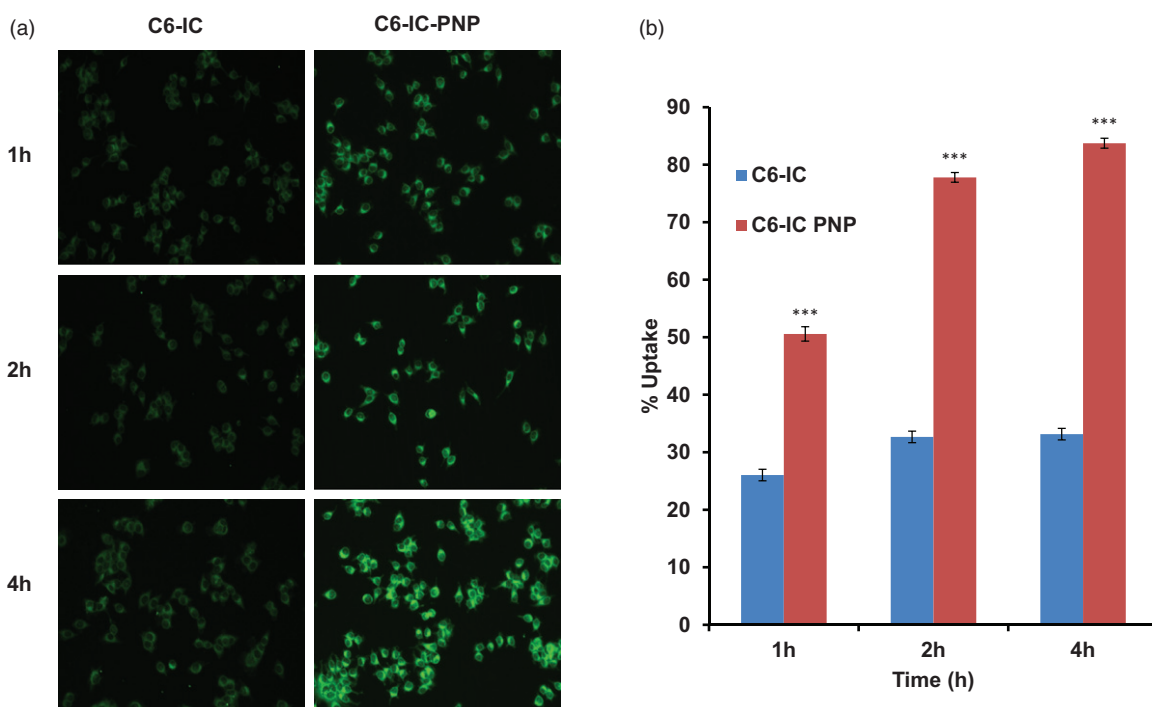 (a)
C6-IC
C6-IC-PNP
1h
2h
4h
(b)
% Uptake
90
80
70
60
50
40
30
20
10
0
C6-IC
C6-IC PNP
***
***
***
1h
2h
4h
Time (h)